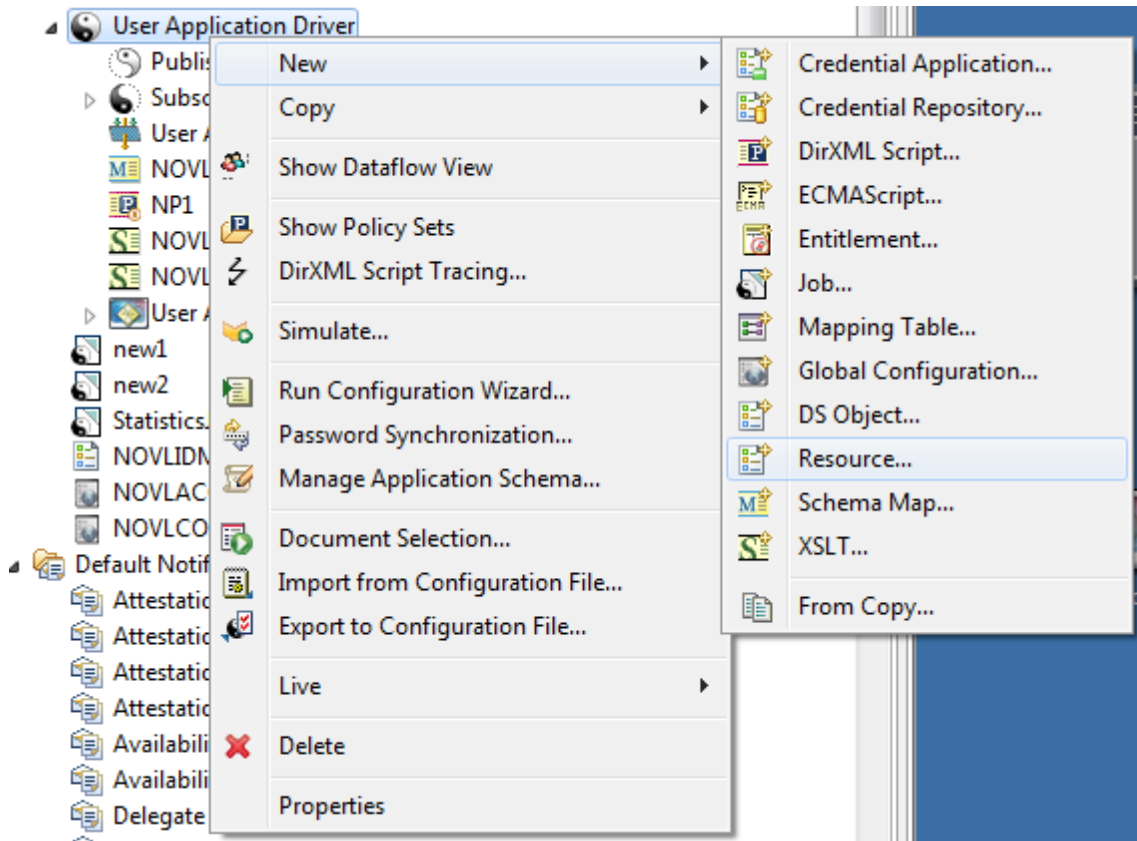 User Application Driver
Publis
Subsc
User A
NOVL
NP1
NOVL
NOVL
User A
new1
new2
Statistics.
NOVLIDM
NOVLAC
NOVLCO
Default Notif
Attestatic
Attestatic
Attestatic
Attestatic
Availabili
Availabili
Delegate
New
Copy
Show Dataflow View
Show Policy Sets
DirXML Script Tracing...
Simulate...
Run Configuration Wizard...
Password Synchronization...
Manage Application Schema...
Document Selection...
Import from Configuration File...
Export to Configuration File...
Live
Delete
Properties
Credential Application...
Credential Repository...
DirXML Script...
ECMAScript...
Entitlement...
Job...
Mapping Table...
Global Configuration...
DS Object...
Resource...
Schema Map...
XSLT...
From Copy...